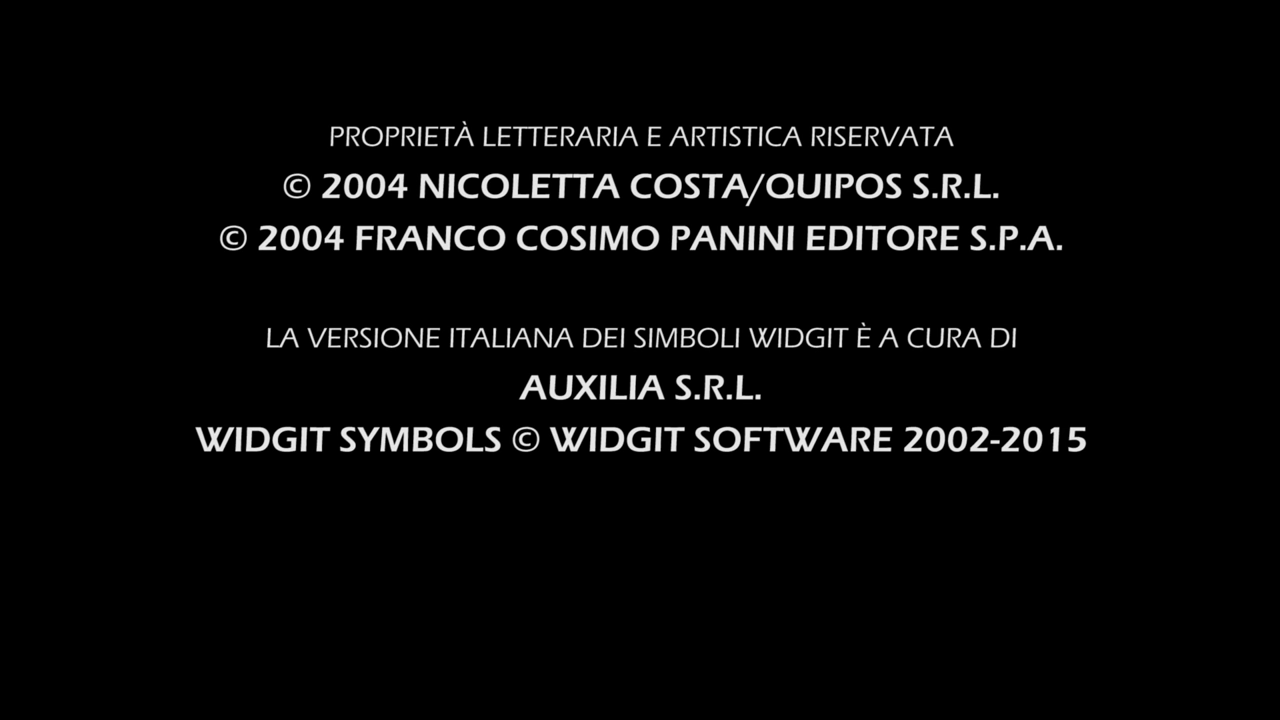 PROPRIETÀ LETTERARIA E ARTISTICA RISERVATA
© 2004 NICOLETTA COSTA/QUIPOS S.R.L.
© 2004 FRANCO COSIMO PANINI EDITORE S.P.A.
LA VERSIONE ITALIANA DEI SIMBOLI WIDGIT È A CURA DI
AUXILIA S.R.L.
WIDGIT SYMBOLS © WIDGIT SOFTWARE 2002-2015